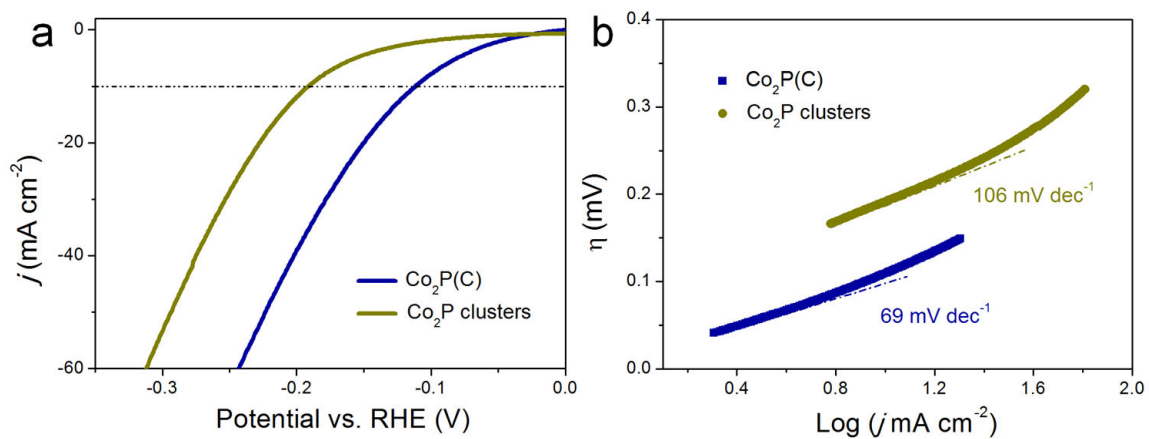 a
0
-20
-40
-60
j (mA cm⁻²)
Co₂P(C)
Co₂P clusters
-0.3
-0.2
-0.1
0.0
Potential vs. RHE (V)
b
0.4
0.3
0.2
0.1
0.0
η (mV)
Co₂P(C)
Co₂P clusters
106 mV dec⁻¹
69 mV dec⁻¹
0.4
0.8
1.2
1.6
2.0
Log (j mA cm⁻²)